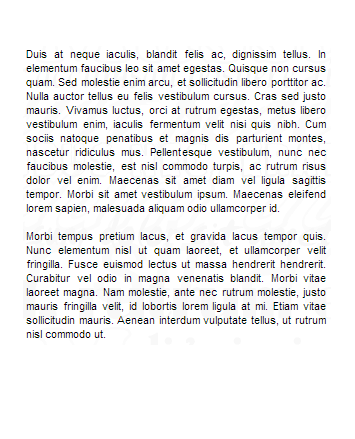 Duis at neque iaculis, blandit felis ac, dignissim tellus. In
elementum faucibus leo sit amet egestas. Quisque non cursus
quam. Sed molestie enim arcu, et sollicitudin libero porttitor ac.
Nulla auctor tellus eu felis vestibulum cursus. Cras sed justo
mauris. Vivamus luctus, orci at rutrum egestas, metus libero
vestibulum enim, iaculis fermentum velit nisi quis nibh. Cum
sociis natoque penatibus et magnis dis parturient montes,
nascetur ridiculus mus. Pellentesque vestibulum, nunc nec
faucibus molestie, est nisl commodo turpis, ac rutrum risus
dolor vel enim. Maecenas sit amet diam vel ligula sagittis
tempor. Morbi sit amet vestibulum ipsum. Maecenas eleifend
lorem sapien, malesuada aliquam odio ullamcorper id.
Morbi tempus pretium lacus, et gravida lacus tempor quis.
Nunc elementum nisl ut quam laoreet, et ullamcorper velit
fringilla. Fusce euismod lectus ut massa hendrerit hendrerit.
Curabitur vel odio in magna venenatis blandit. Morbi vitae
laoreet magna. Nam molestie, ante nec rutrum molestie, justo
mauris fringilla velit, id lobortis lorem ligula at mi. Etiam vitae
sollicitudin mauris. Aenean interdum vulputate tellus, ut rutrum
nisl commodo ut.